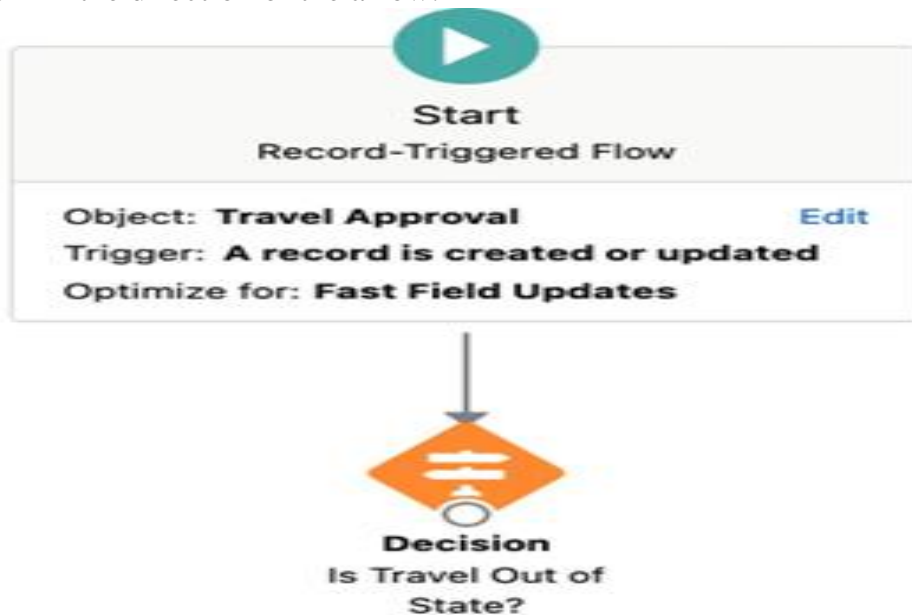 Start
Record-Triggered Flow
Object: Travel Approval Edit
Trigger: A record is created or updated
Optimize for: Fast Field Updates
Decision
Is Travel Out of
State?